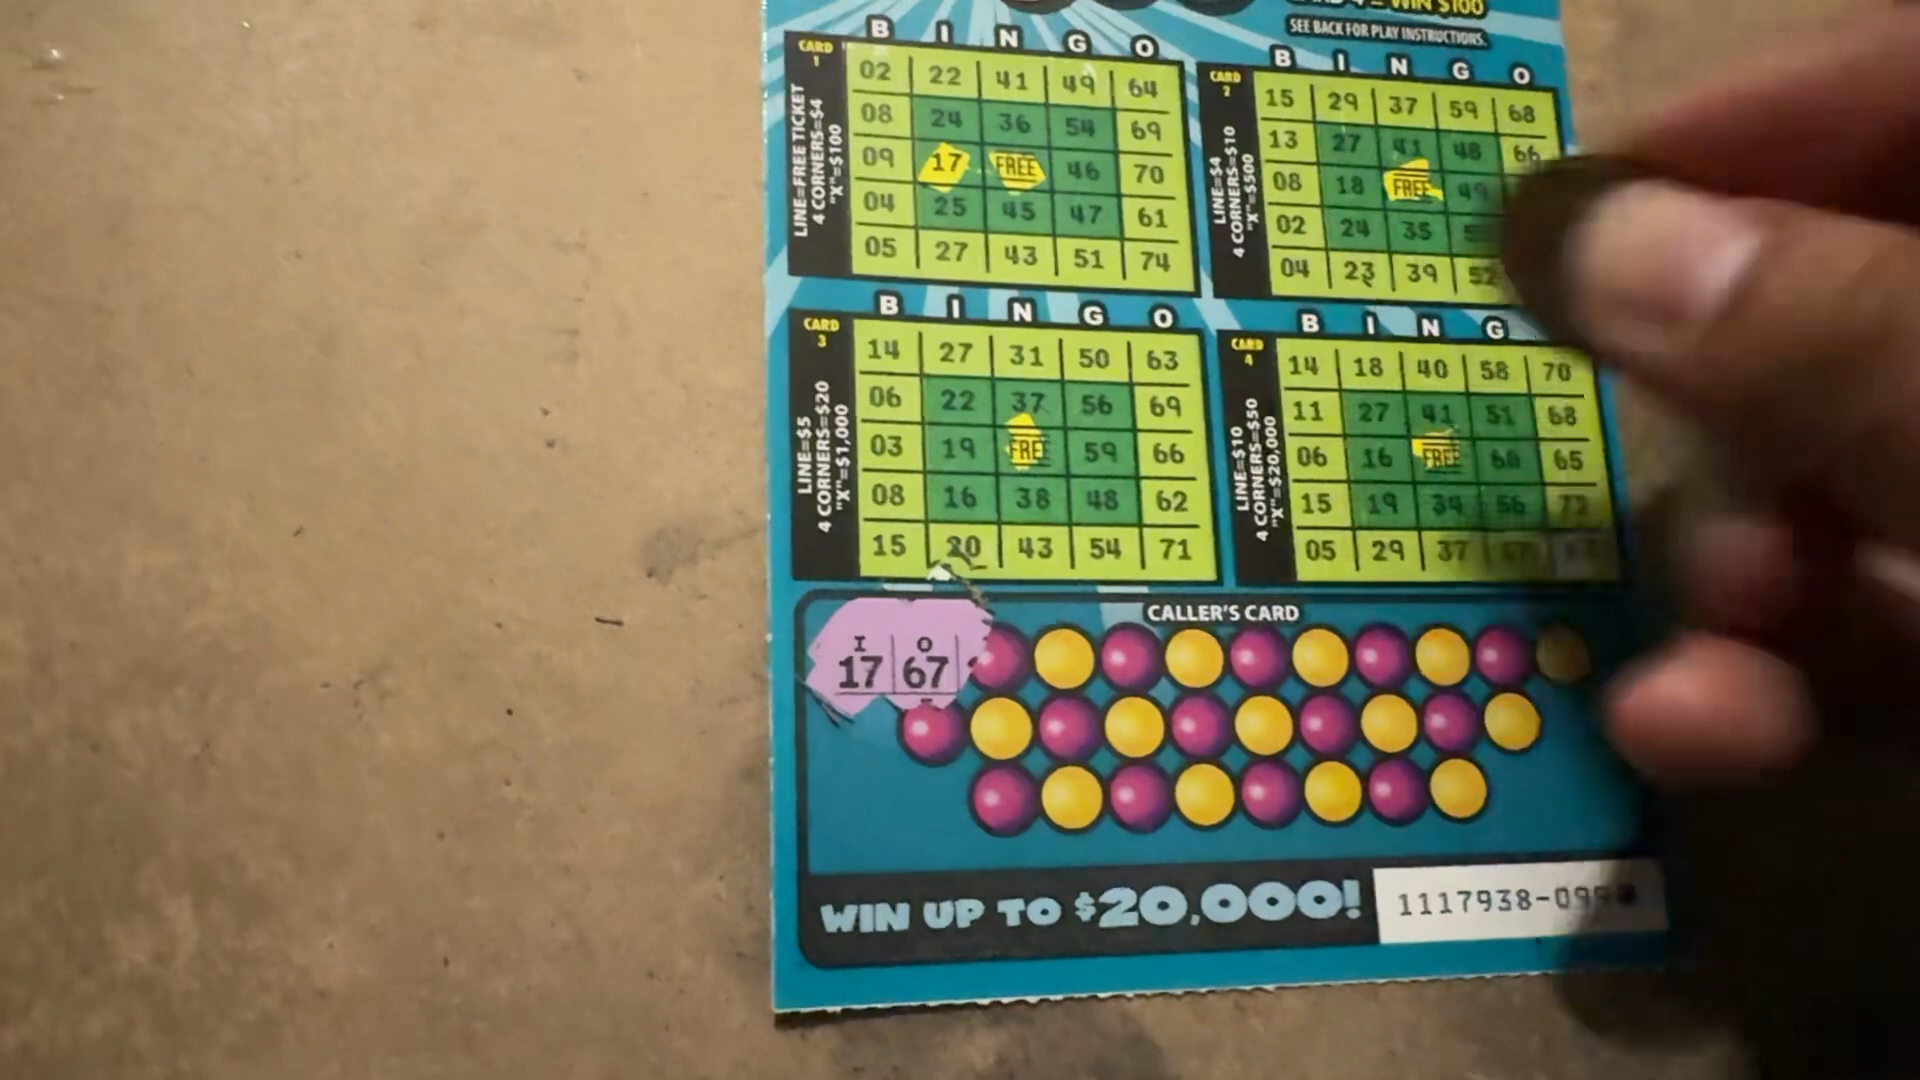 WIN $100
SEE BACK FOR PLAY INSTRUCTIONS.
CARD 1
B I N G O
LINE=FREE TICKET
4 CORNERS=$4
"X"=$100
02 22 41 49 64
08 24 36 54 69
09 17 FREE 46 70
04 25 45 47 61
05 27 43 51 74
CARD 2
B I N G O
LINE=$4
4 CORNERS=$10
"X"=$500
15 29 37 59 68
13 27 41 48 66
08 18 FREE 49
02 24 35
04 23 39 52
CARD 3
B I N G O
LINE=$5
4 CORNERS=$20
"X"=$1,000
14 27 31 50 63
06 22 37 56 69
03 19 FREE 59 66
08 16 38 48 62
15 20 43 54 71
CARD 4
B I N G
LINE=$10
4 CORNERS=$50
"X"=$20,000
14 18 40 58 70
11 27 41 51 68
06 16 FREE 60 65
15 19 34 56
05 29 37
CALLER'S CARD
I O
17 67
WIN UP TO $20,000!
1117938-09